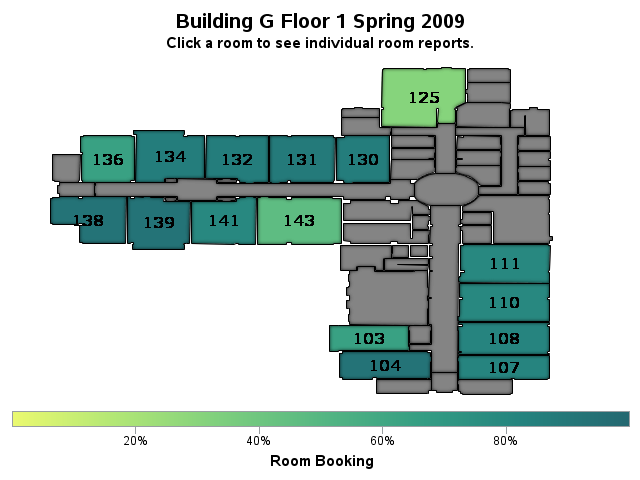 Building G Floor 1 Spring 2009
Click a room to see individual room reports.
125
136 134 132 131 130
138 139 141 143
111
110
103 108
104 107
20% 40% 60% 80%
Room Booking